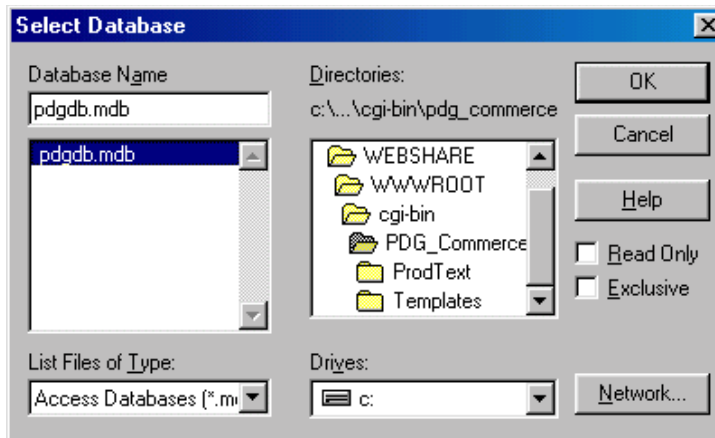 Select Database
Database Name
pdgdb.mdb
pdgdb.mdb
List Files of Type:
Access Databases (*.m
Directories:
c:\...\cgi-bin\pdg_commerce
WEBSHARE
WWWROOT
cgi-bin
PDG_Commerce
ProdText
Templates
Drives:
c:
OK
Cancel
Help
Read Only
Exclusive
Network...